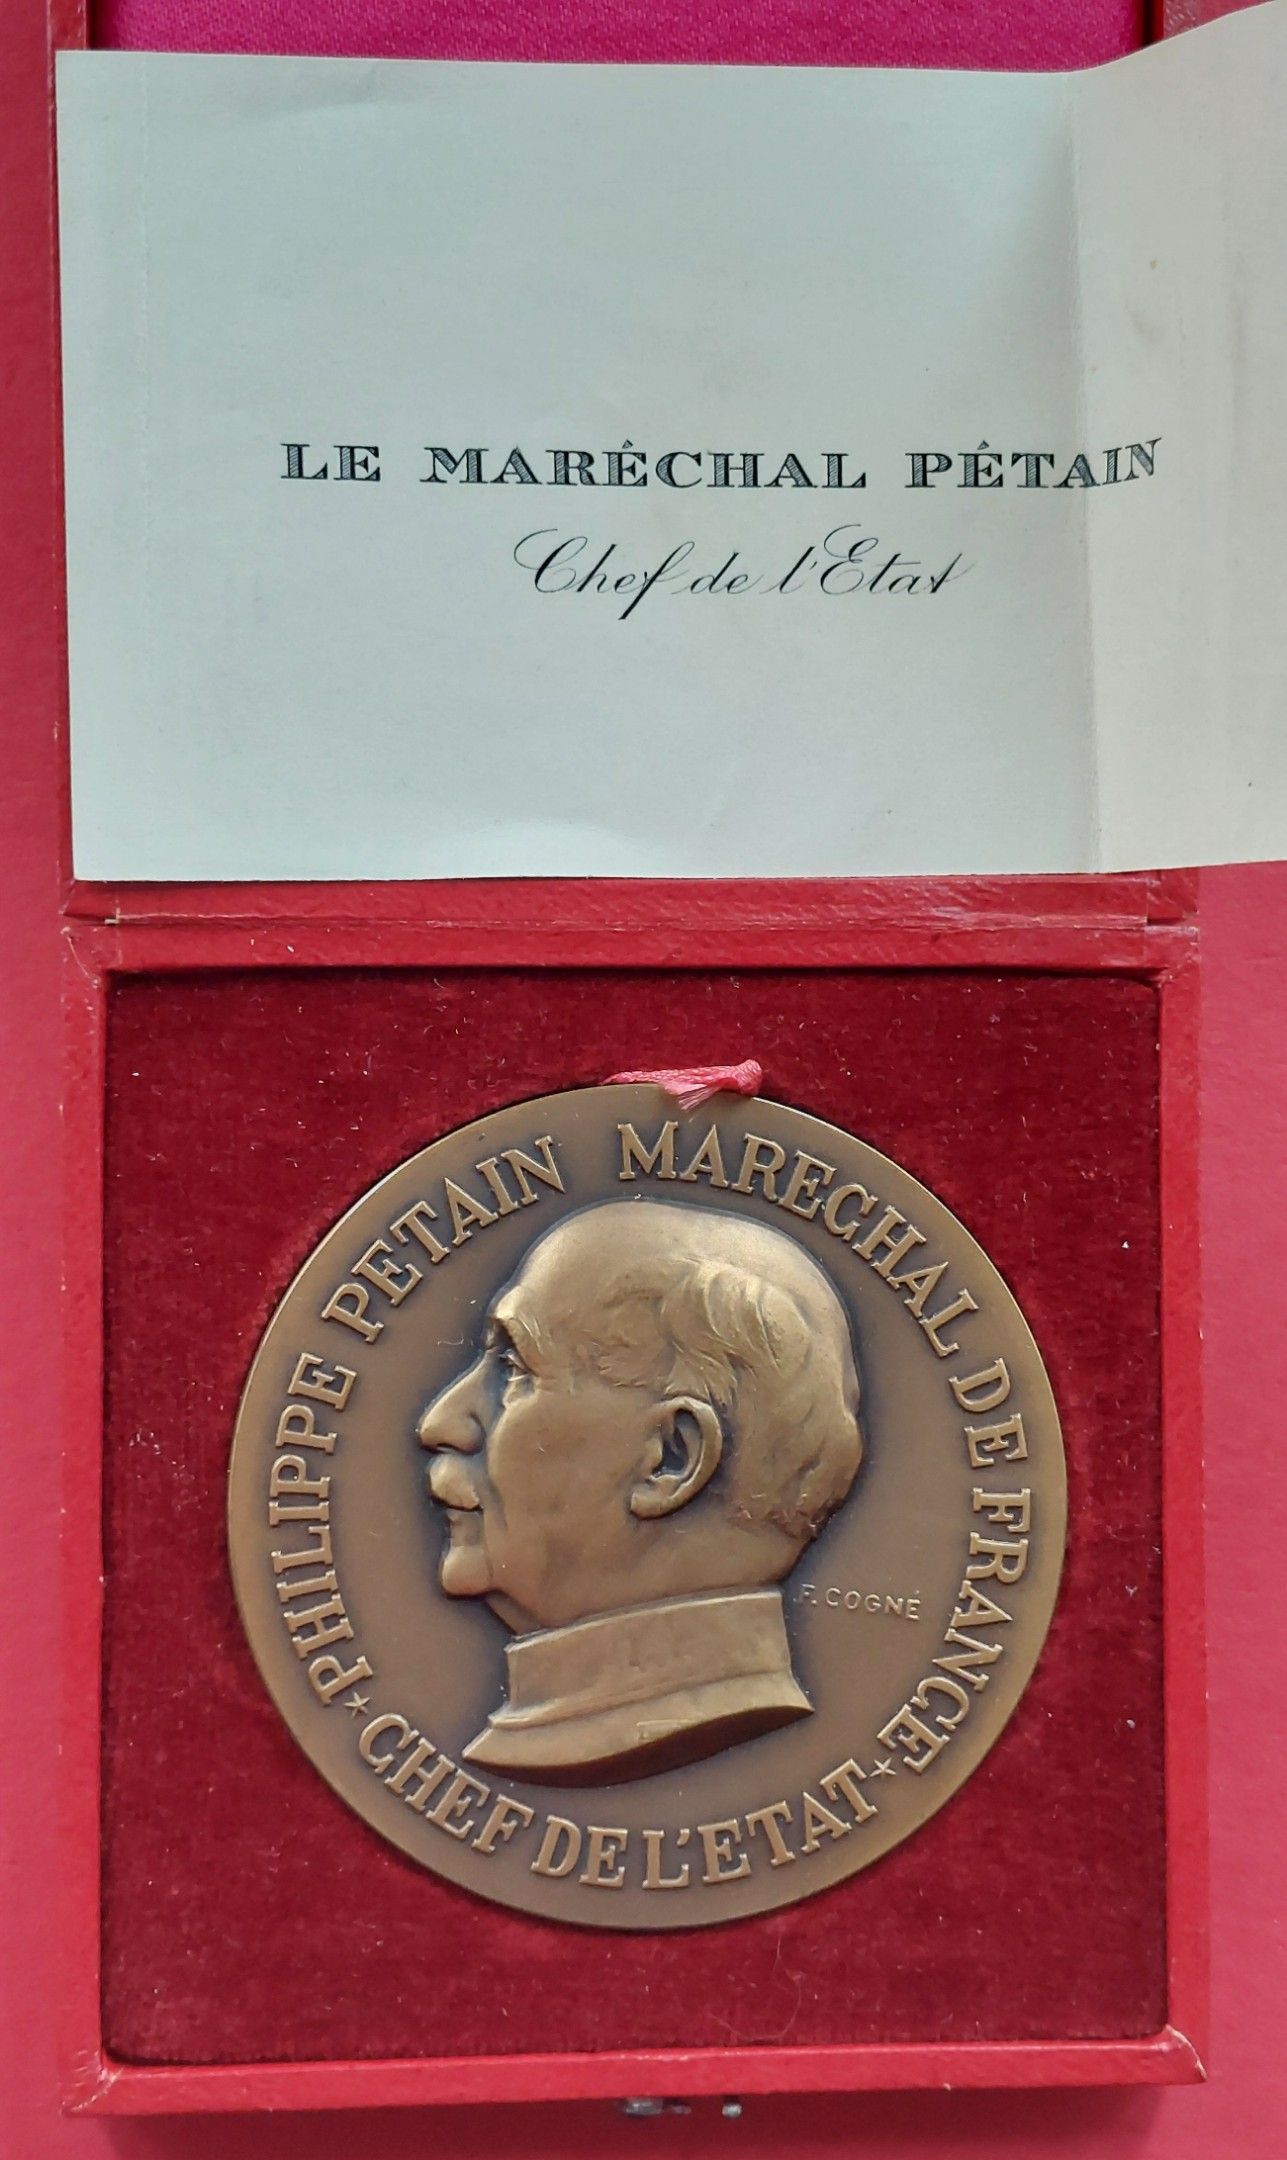 LE MARÉCHAL PÉTAIN
Chef de l'Etat
PHILIPPE PETAIN MARECHAL DE FRANCE
F. COGNÉ
* CHEF DE L'ETAT *